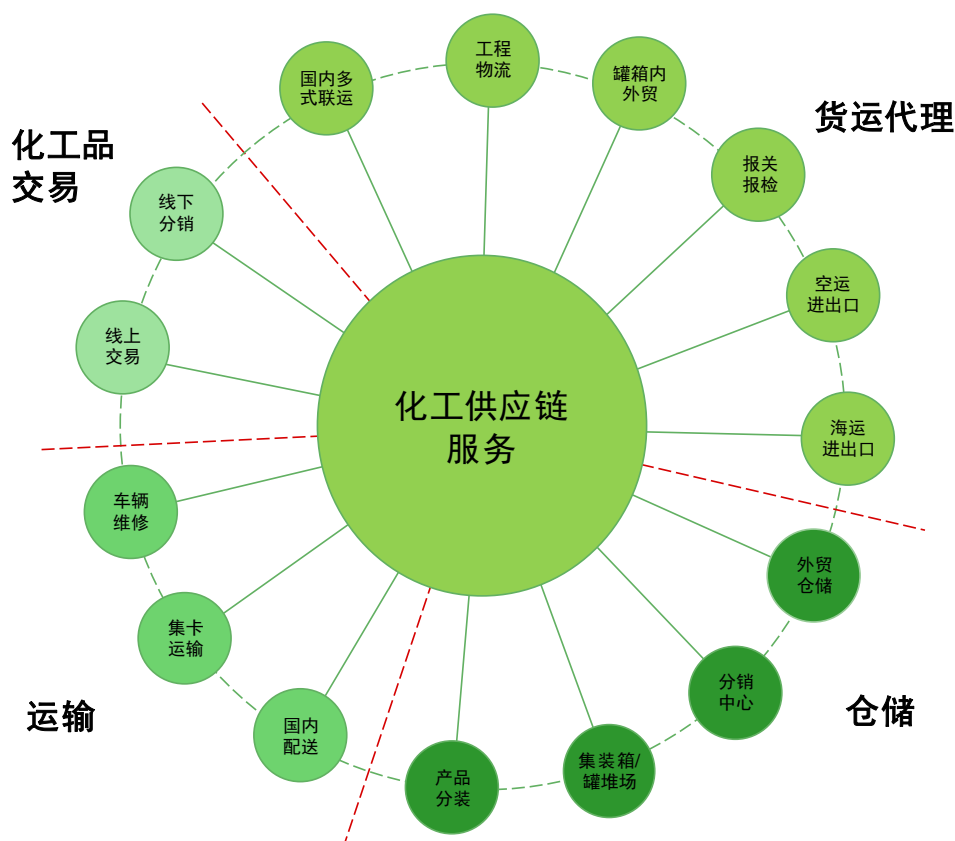 工程
物流
国内多
式联运
罐箱内
外贸
货运代理
化工品
交易
报关
报检
线下
分销
空运
进出口
线上
交易
化工供应链
服务
海运
进出口
车辆
维修
外贸
仓储
集卡
运输
分销
中心
运输
仓储
国内
配送
集装箱/
罐堆场
产品
分装